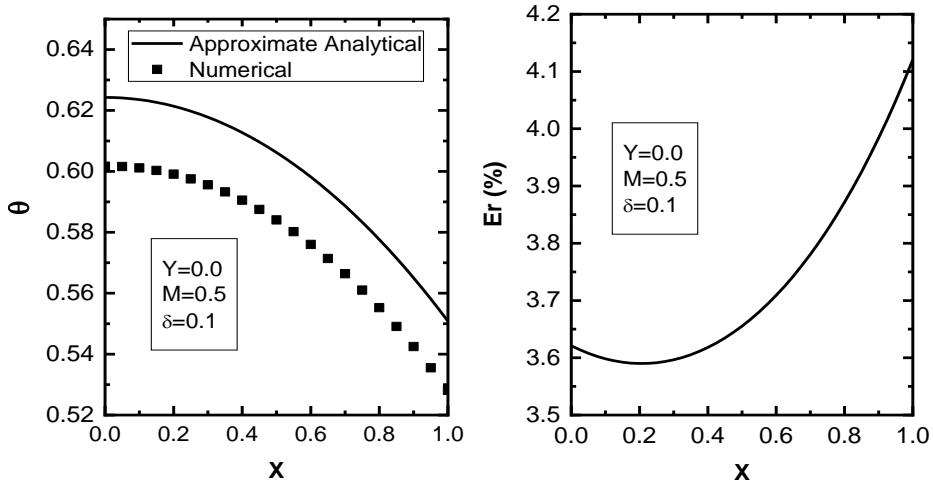 Approximate Analytical
Numerical
0.64
0.62
0.60
0.58
0.56
0.54
0.52
θ
Y=0.0
M=0.5
δ=0.1
0.0 0.2 0.4 0.6 0.8 1.0
X
4.2
4.1
4.0
3.9
3.8
3.7
3.6
3.5
Er (%)
Y=0.0
M=0.5
δ=0.1
0.0 0.2 0.4 0.6 0.8 1.0
X